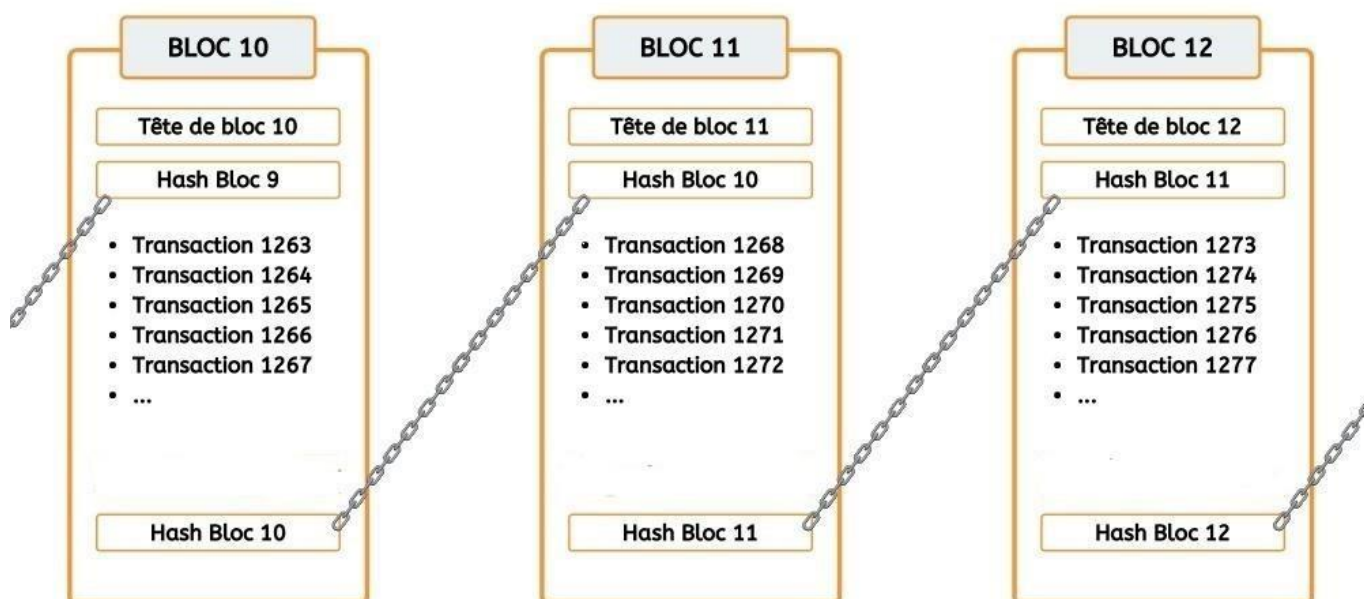 BLOC 10
Tête de bloc 10
Hash Bloc 9
• Transaction 1263
• Transaction 1264
• Transaction 1265
• Transaction 1266
• Transaction 1267
• ...
Hash Bloc 10
BLOC 11
Tête de bloc 11
Hash Bloc 10
• Transaction 1268
• Transaction 1269
• Transaction 1270
• Transaction 1271
• Transaction 1272
• ...
Hash Bloc 11
BLOC 12
Tête de bloc 12
Hash Bloc 11
• Transaction 1273
• Transaction 1274
• Transaction 1275
• Transaction 1276
• Transaction 1277
• ...
Hash Bloc 12